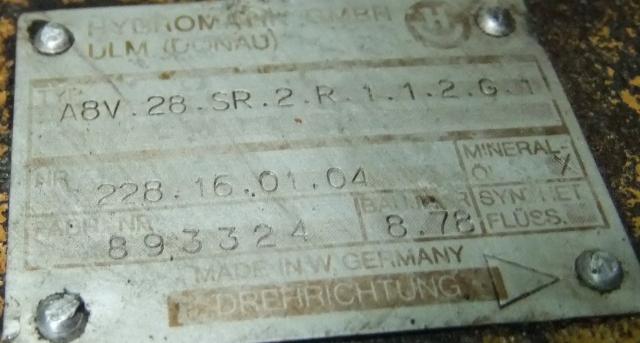 HYDROMATIK GMBH H
ULM (DONAU)
TYP
A8V.28.SR.2.R.1.1.2.G.1
NR. 228.16.01.04
MINERAL-ÖL X
FABR. NR. 893324
BAUJAHR 8.78
SYNTHET. FLÜSS.
MADE IN W. GERMANY
DREHRICHTUNG